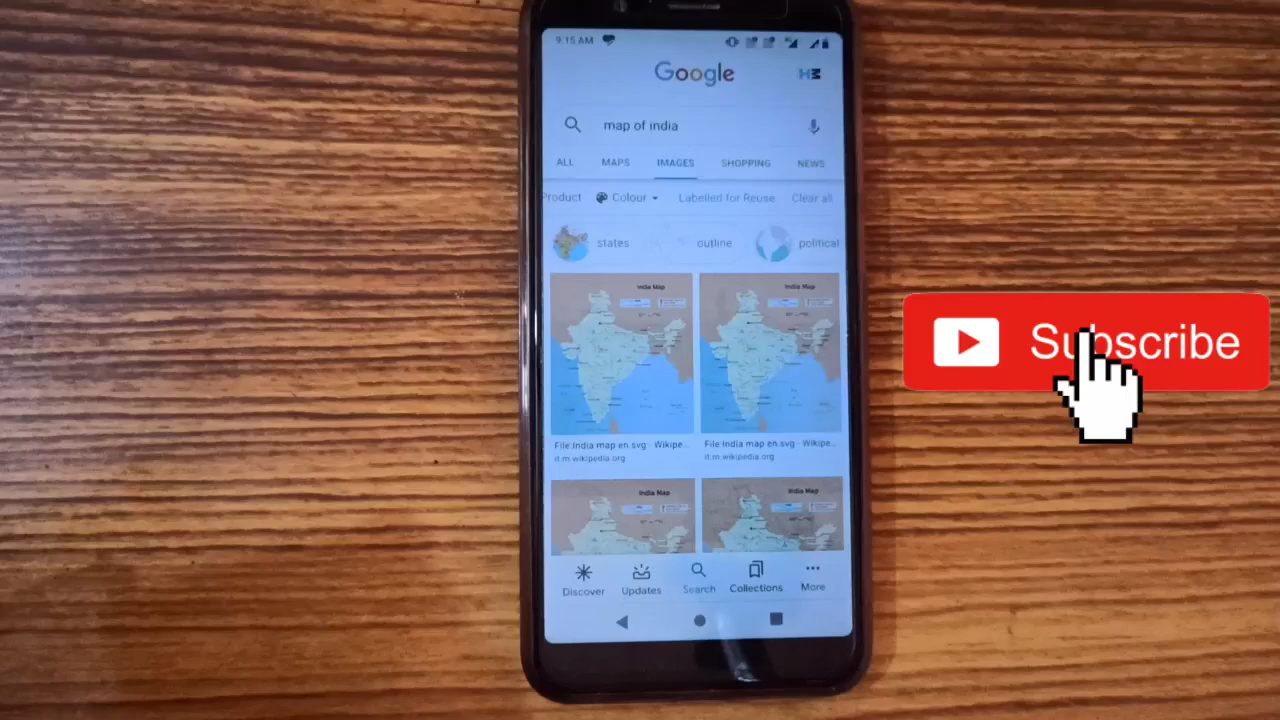 9:15 AM
Google
map of india
ALL MAPS IMAGES SHOPPING NEWS
Product Colour Labelled for Reuse Clear all
states outline political
India Map India Map
File:India map en.svg - Wikipe... File:India map en.svg - Wikipe...
it.m.wikipedia.org it.m.wikipedia.org
India Map India Map
Discover Updates Search Collections More
Subscribe